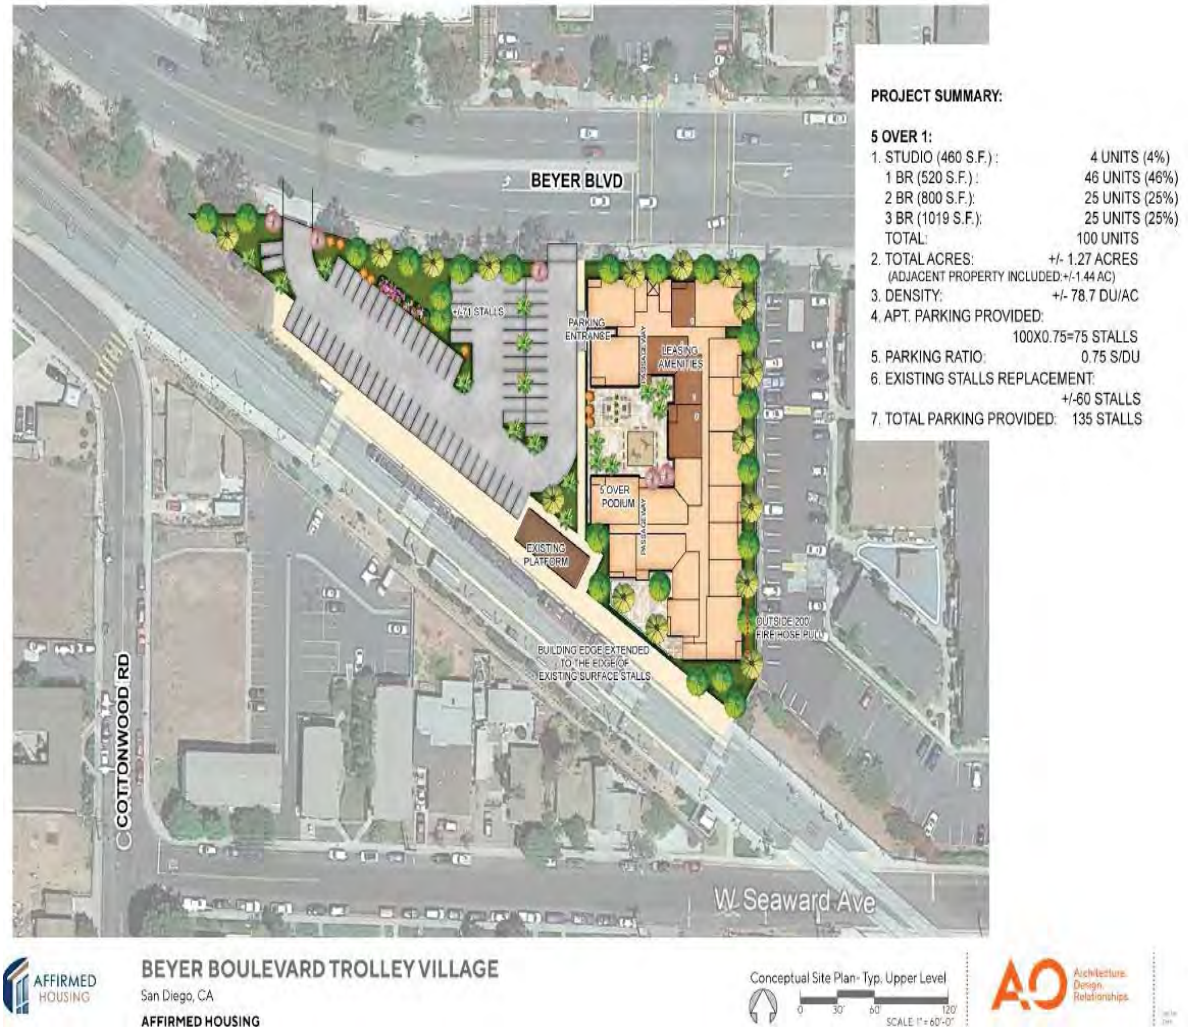 PROJECT SUMMARY:
5 OVER 1:
1. STUDIO (460 S.F.) : 4 UNITS (4%)
1 BR (520 S.F.) : 46 UNITS (46%)
2 BR (800 S.F.): 25 UNITS (25%)
3 BR (1019 S.F.): 25 UNITS (25%)
TOTAL: 100 UNITS
2. TOTAL ACRES: +/- 1.27 ACRES
(ADJACENT PROPERTY INCLUDED:+/-1.44 AC)
3. DENSITY: +/- 78.7 DU/AC
4. APT. PARKING PROVIDED:
100X0.75=75 STALLS
5. PARKING RATIO: 0.75 S/DU
6. EXISTING STALLS REPLACEMENT:
+/-60 STALLS
7. TOTAL PARKING PROVIDED: 135 STALLS
BEYER BLVD
+/-71 STALLS
PARKING
ENTRANCE
PASSAGEWAY
LEASING
AMENITIES
5 OVER
PODIUM
PASSAGEWAY
EXISTING
PLATFORM
OUTSIDE 200'
FIRE HOSE PULL
BUILDING EDGE EXTENDED
TO THE EDGE OF
EXISTING SURFACE STALLS
COTTONWOOD RD
W Seaward Ave
AFFIRMED
HOUSING
BEYER BOULEVARD TROLLEY VILLAGE
San Diego, CA
AFFIRMED HOUSING
Conceptual Site Plan- Typ. Upper Level
0 30' 60' 120'
SCALE: 1" = 60'-0"
AO
Architecture.
Design.
Relationships.